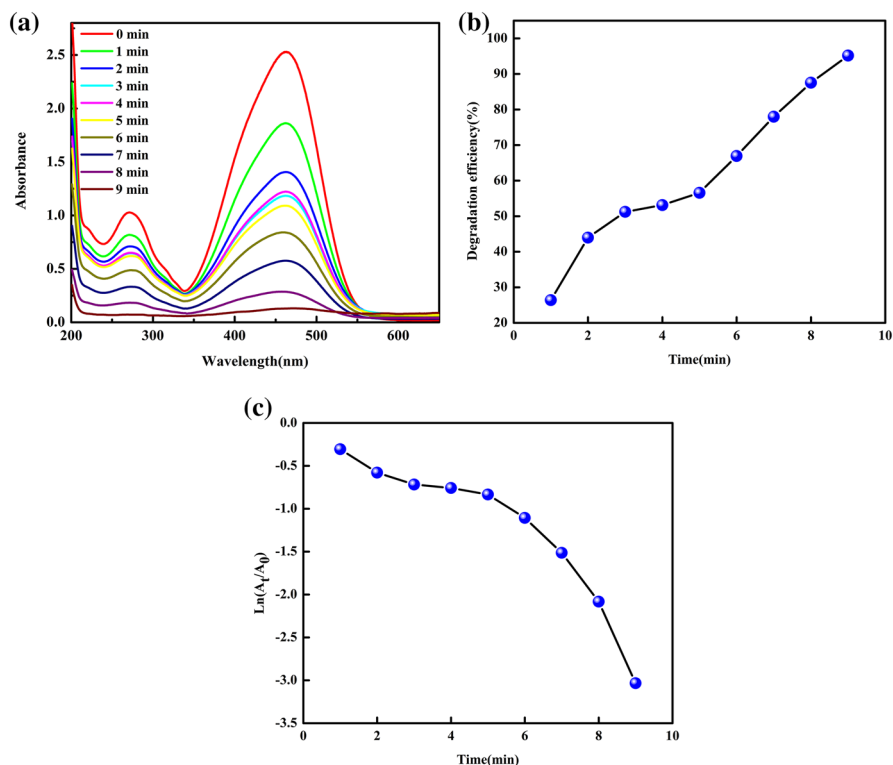 (a)
0 min
1 min
2 min
3 min
4 min
5 min
6 min
7 min
8 min
9 min
Absorbance
2.5
2.0
1.5
1.0
0.5
0.0
200 300 400 500 600
Wavelength(nm)
(b)
Degradation efficiency(%)
100
90
80
70
60
50
40
30
20
0 2 4 6 8 10
Time(min)
(c)
Ln(At/A0)
0.0
-0.5
-1.0
-1.5
-2.0
-2.5
-3.0
-3.5
0 2 4 6 8 10
Time(min)